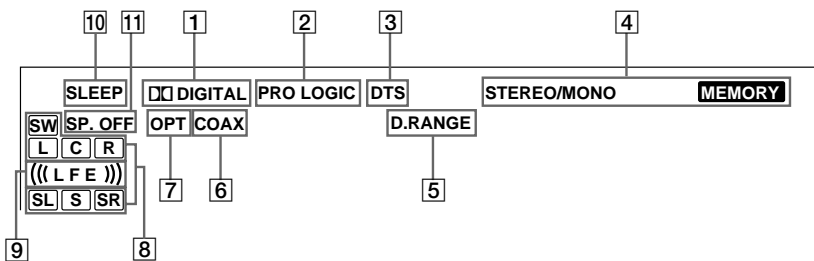 10 11 1 2 3 4
SLEEP DIGITAL PRO LOGIC DTS STEREO/MONO MEMORY
SW SP. OFF OPT COAX D.RANGE
L C R
((( L F E )))
SL S SR
7 6 5
9 8